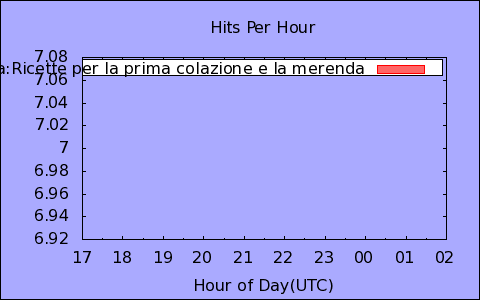 Hits Per Hour
7.08
a:Ricette per la prima colazione e la merenda
7.06
7.04
7.02
7
6.98
6.96
6.94
6.92
17 18 19 20 21 22 23 00 01 02
Hour of Day(UTC)